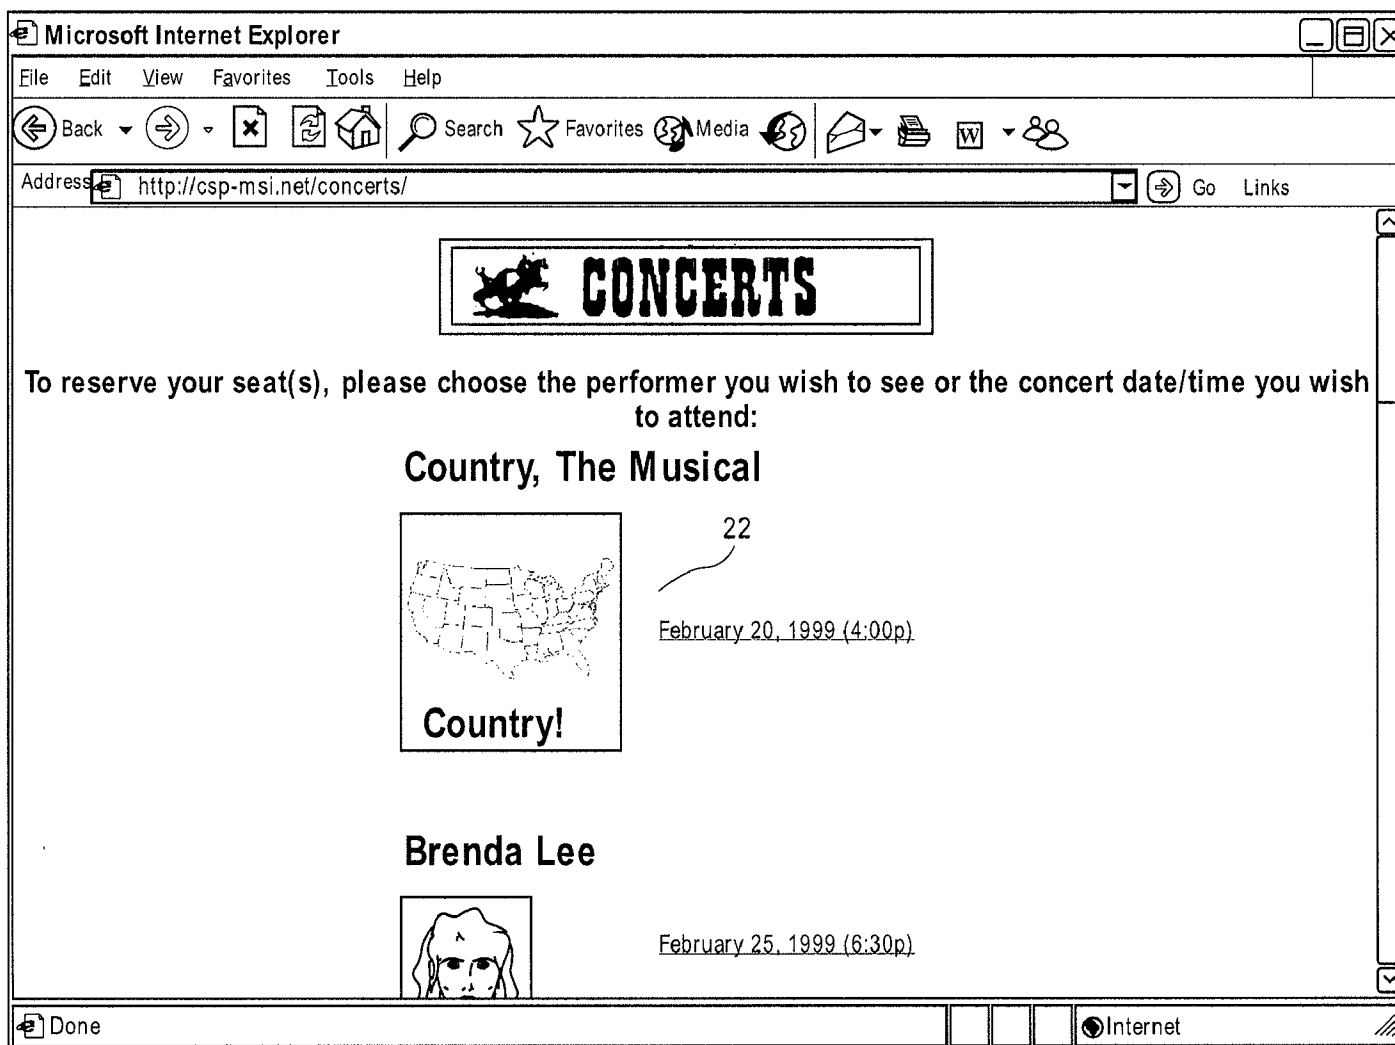 Microsoft Internet Explorer
File Edit View Favorites Tools Help
Back Search Favorites Media W
Address http://csp-msi.net/concerts/ Go Links
CONCERTS
To reserve your seat(s), please choose the performer you wish to see or the concert date/time you wish
to attend:
Country, The Musical
22
February 20, 1999 (4:00p)
Country!
Brenda Lee
February 25, 1999 (6:30p)
Done Internet